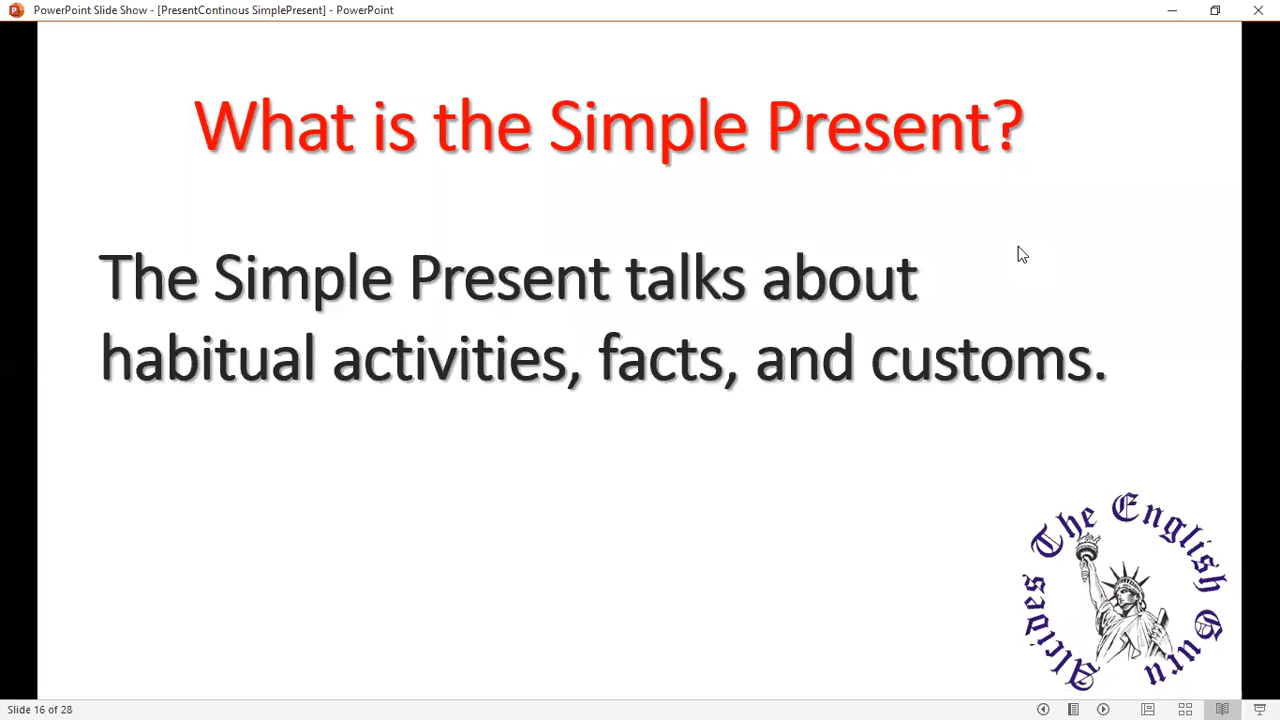 PowerPoint Slide Show - [PresentContinous SimplePresent] - PowerPoint
What is the Simple Present?
The Simple Present talks about
habitual activities, facts, and customs.
Alcides The English Guru
Slide 16 of 28